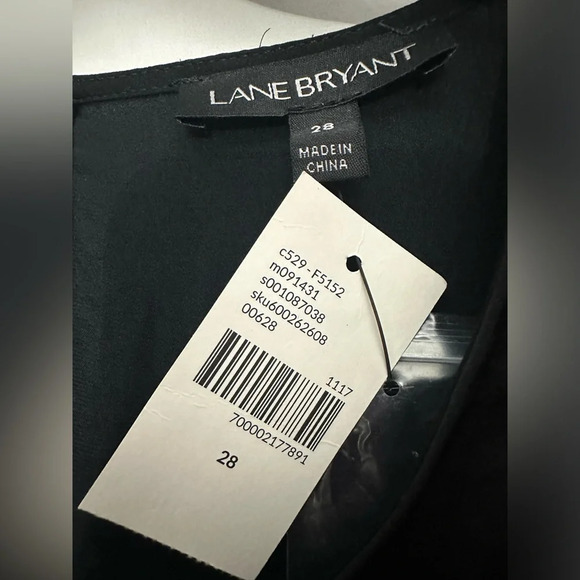 LANE BRYANT
28
MADE IN
CHINA
c529 - F5152
m091431
s001087038
sku600262608
00628
1117
700002177891
28